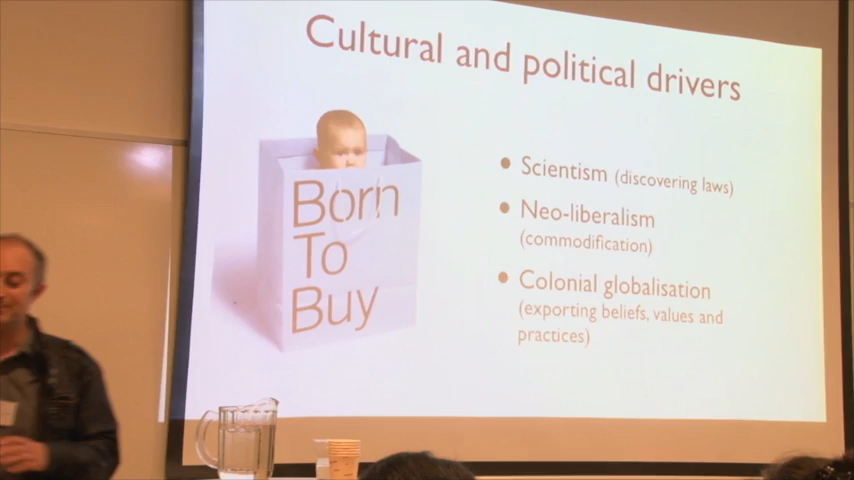 Cultural and political drivers
Born
To
Buy
Scientism (discovering laws)
Neo-liberalism
(commodification)
Colonial globalisation
(exporting beliefs, values and
practices)